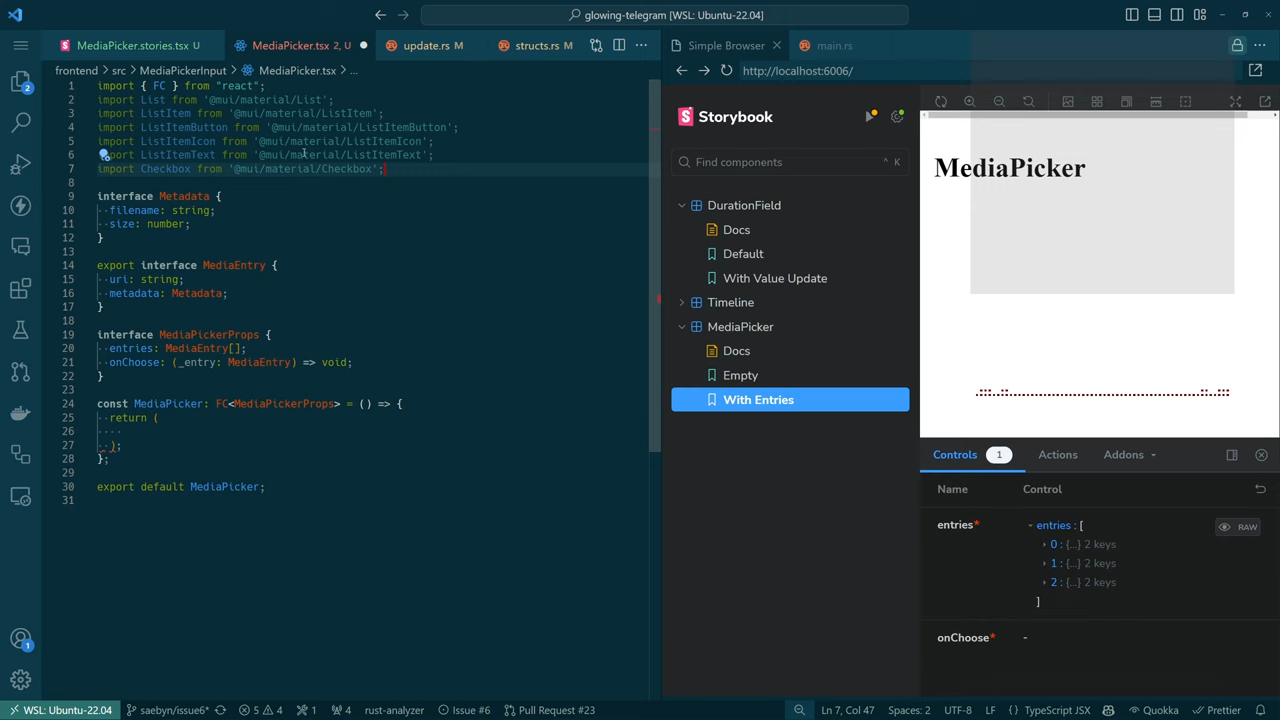 glowing-telegram [WSL: Ubuntu-22.04]
MediaPicker.stories.tsx U
MediaPicker.tsx 2, U
update.rs M
structs.rs M
Simple Browser
main.rs
frontend > src > MediaPickerInput > MediaPicker.tsx > ...
http://localhost:6006/
1 import { FC } from "react";
2 import List from '@mui/material/List';
3 import ListItem from '@mui/material/ListItem';
4 import ListItemButton from '@mui/material/ListItemButton';
5 import ListItemIcon from '@mui/material/ListItemIcon';
6 import ListItemText from '@mui/material/ListItemText';
7 import Checkbox from '@mui/material/Checkbox';
8
9 interface Metadata {
10 filename: string;
11 size: number;
12 }
13
14 export interface MediaEntry {
15 uri: string;
16 metadata: Metadata;
17 }
18
19 interface MediaPickerProps {
20 entries: MediaEntry[];
21 onChoose: (_entry: MediaEntry) => void;
22 }
23
24 const MediaPicker: FC<MediaPickerProps> = () => {
25 return (
26
27 );
28 };
29
30 export default MediaPicker;
31
2
1
Storybook
Find components
^ K
DurationField
Docs
Default
With Value Update
Timeline
MediaPicker
Docs
Empty
With Entries
MediaPicker
Controls 1
Actions
Addons
Name
Control
entries*
entries : [
0 : {...} 2 keys
1 : {...} 2 keys
2 : {...} 2 keys
]
RAW
onChoose*
-
WSL: Ubuntu-22.04
saebyn/issue6*
5 4
1
4
rust-analyzer
Issue #6
Pull Request #23
Ln 7, Col 47
Spaces: 2
UTF-8
LF
{} TypeScript JSX
Quokka
Prettier